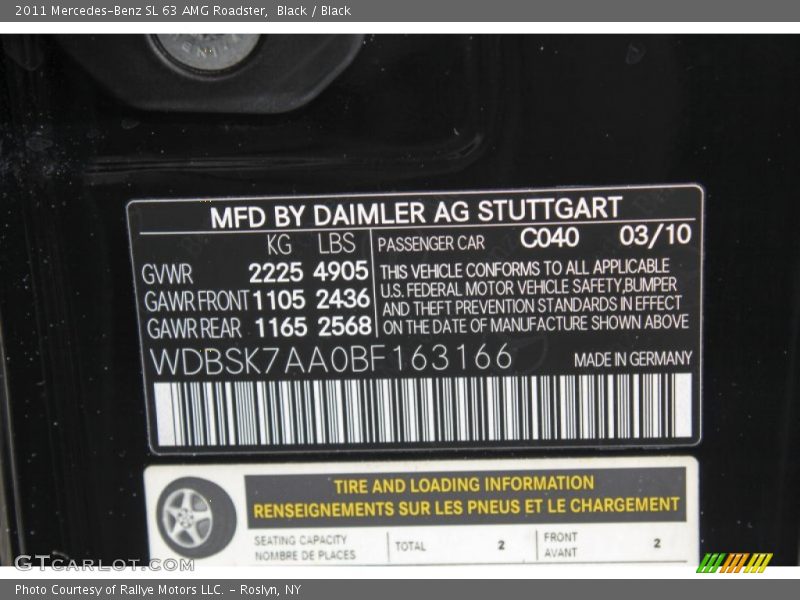 2011 Mercedes-Benz SL 63 AMG Roadster,  Black / Black
MFD BY DAIMLER AG STUTTGART
KG LBS
PASSENGER CAR C040 03/10
GVWR 2225 4905
GAWR FRONT 1105 2436
GAWR REAR 1165 2568
THIS VEHICLE CONFORMS TO ALL APPLICABLE
U.S. FEDERAL MOTOR VEHICLE SAFETY,BUMPER
AND THEFT PREVENTION STANDARDS IN EFFECT
ON THE DATE OF MANUFACTURE SHOWN ABOVE
WDBSK7AA0BF163166
MADE IN GERMANY
TIRE AND LOADING INFORMATION
RENSEIGNEMENTS SUR LES PNEUS ET LE CHARGEMENT
SEATING CAPACITY
NOMBRE DE PLACES
TOTAL 2
FRONT
AVANT
2
GTCARLOT.COM
Photo Courtesy of Rallye Motors LLC. - Roslyn, NY